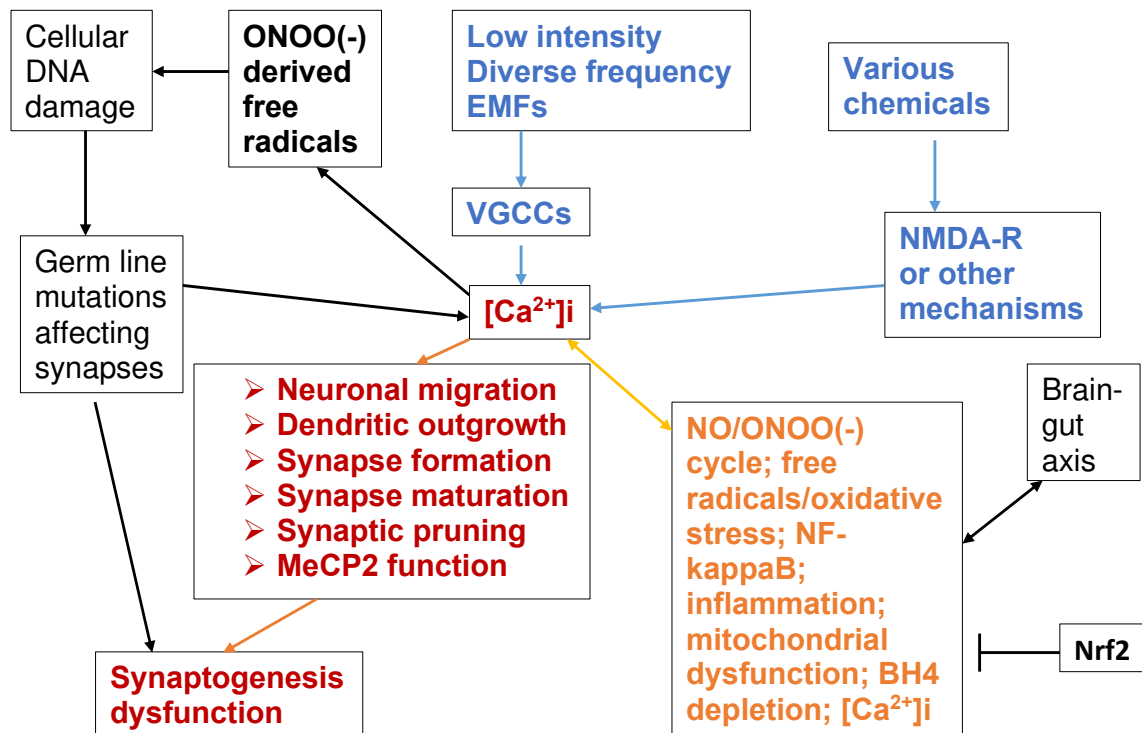 Cellular
DNA
damage
ONOO(-)
derived
free
radicals
Low intensity
Diverse frequency
EMFs
Various
chemicals
VGCCs
NMDA-R
or other
mechanisms
Germ line
mutations
affecting
synapses
[Ca²⁺]i
➢ Neuronal migration
➢ Dendritic outgrowth
➢ Synapse formation
➢ Synapse maturation
➢ Synaptic pruning
➢ MeCP2 function
NO/ONOO(-)
cycle; free
radicals/oxidative
stress; NF-
kappaB;
inflammation;
mitochondrial
dysfunction; BH4
depletion; [Ca²⁺]i
Brain-
gut
axis
Nrf2
Synaptogenesis
dysfunction